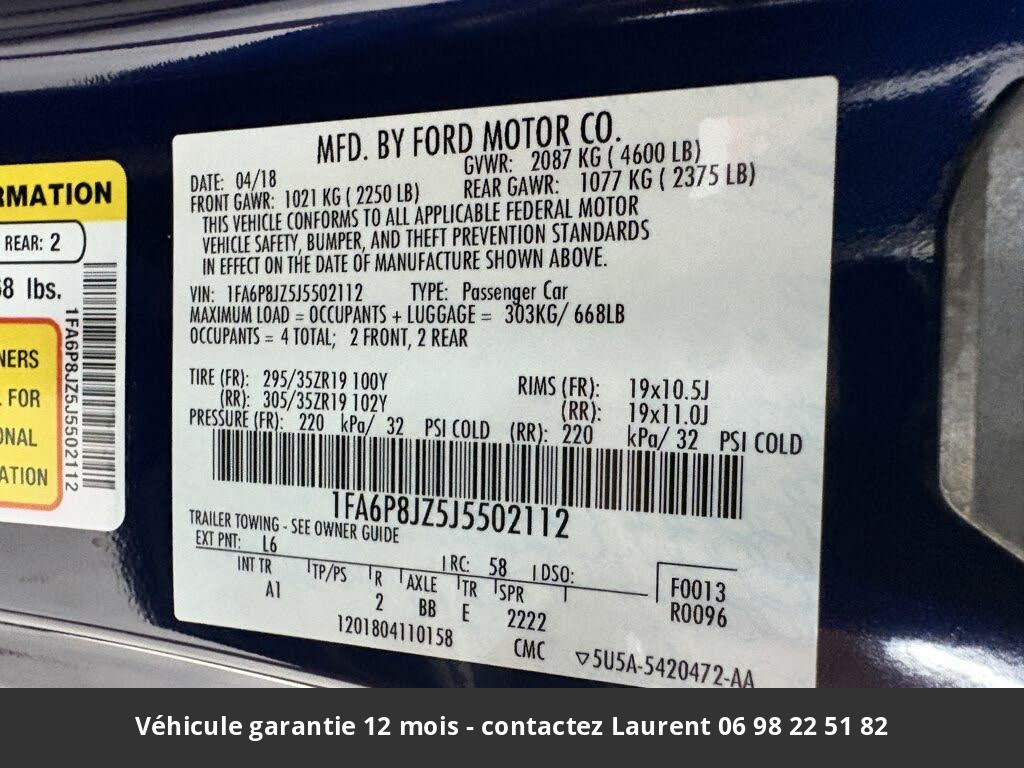 RMATION
REAR: 2
68 lbs.
NERS
FOR
ONAL
ATION
1FA6P8JZ5J5502112
MFD. BY FORD MOTOR CO.
DATE: 04/18 GVWR: 2087 KG ( 4600 LB)
FRONT GAWR: 1021 KG ( 2250 LB) REAR GAWR: 1077 KG ( 2375 LB)
THIS VEHICLE CONFORMS TO ALL APPLICABLE FEDERAL MOTOR
VEHICLE SAFETY, BUMPER, AND THEFT PREVENTION STANDARDS
IN EFFECT ON THE DATE OF MANUFACTURE SHOWN ABOVE.
VIN: 1FA6P8JZ5J5502112 TYPE: Passenger Car
MAXIMUM LOAD = OCCUPANTS + LUGGAGE = 303KG/ 668LB
OCCUPANTS = 4 TOTAL; 2 FRONT, 2 REAR
TIRE (FR): 295/35ZR19 100Y RIMS (FR): 19x10.5J
(RR): 305/35ZR19 102Y (RR): 19x11.0J
PRESSURE (FR): 220 kPa/ 32 PSI COLD (RR): 220 kPa/ 32 PSI COLD
1FA6P8JZ5J5502112
TRAILER TOWING - SEE OWNER GUIDE
EXT PNT: L6 RC: 58 DSO:
INT TR TP/PS R AXLE TR SPR F0013
A1 2 BB E 2222 R0096
1201804110158 CMC ▽5U5A-5420472-AA
Véhicule garantie 12 mois - contactez Laurent 06 98 22 51 82